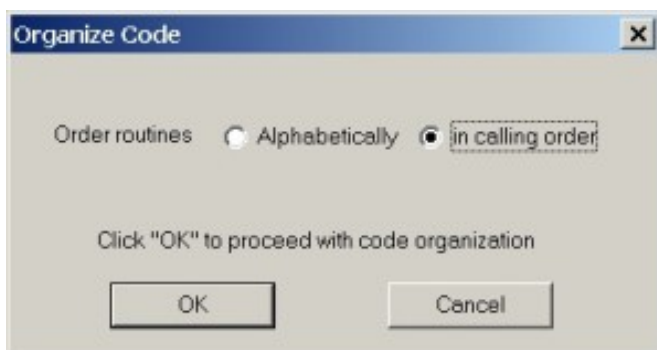 Organize Code
Order routines Alphabetically in calling order
Click "OK" to proceed with code organization
OK Cancel